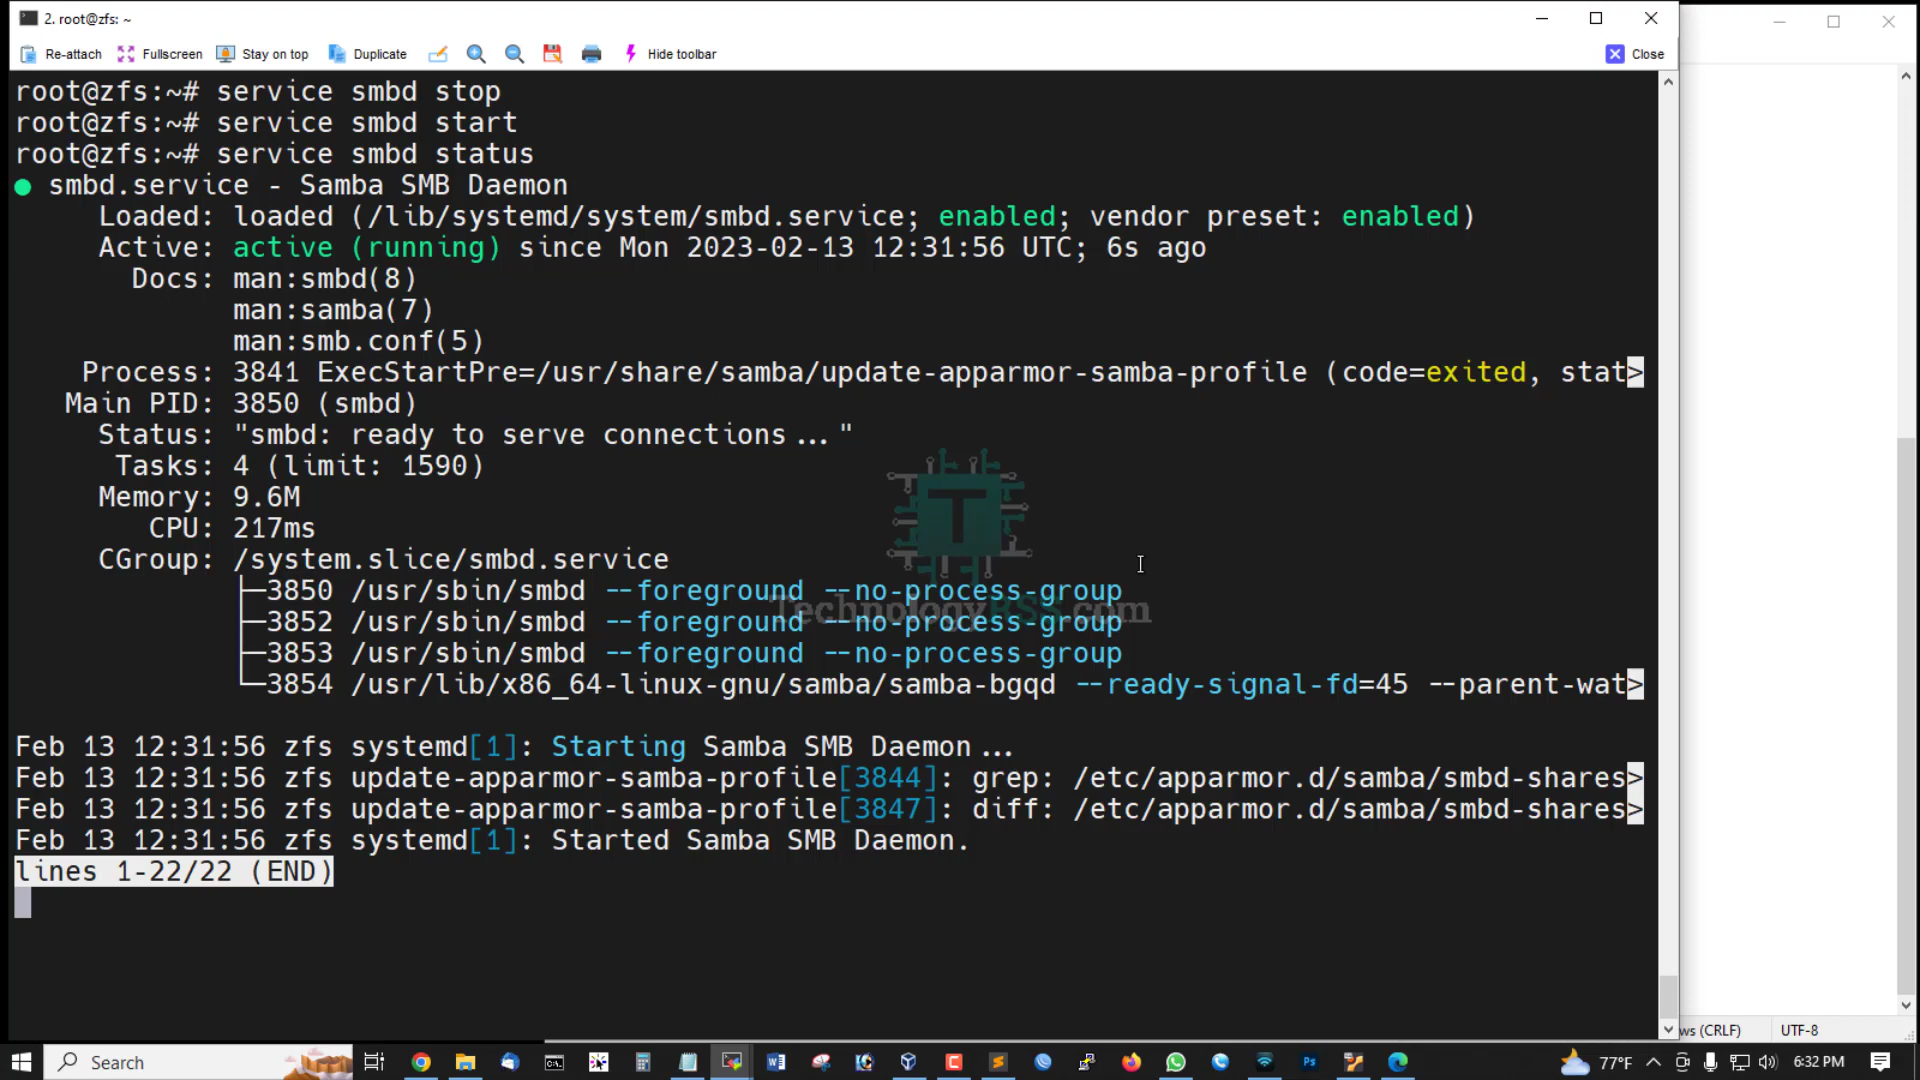 2. root@zfs: ~
Re-attach Fullscreen Stay on top Duplicate Hide toolbar Close
root@zfs:~# service smbd stop
root@zfs:~# service smbd start
root@zfs:~# service smbd status
● smbd.service - Samba SMB Daemon
Loaded: loaded (/lib/systemd/system/smbd.service; enabled; vendor preset: enabled)
Active: active (running) since Mon 2023-02-13 12:31:56 UTC; 6s ago
Docs: man:smbd(8)
man:samba(7)
man:smb.conf(5)
Process: 3841 ExecStartPre=/usr/share/samba/update-apparmor-samba-profile (code=exited, stat>
Main PID: 3850 (smbd)
Status: "smbd: ready to serve connections..."
Tasks: 4 (limit: 1590)
Memory: 9.6M
CPU: 217ms
CGroup: /system.slice/smbd.service
├─3850 /usr/sbin/smbd --foreground --no-process-group
├─3852 /usr/sbin/smbd --foreground --no-process-group
├─3853 /usr/sbin/smbd --foreground --no-process-group
└─3854 /usr/lib/x86_64-linux-gnu/samba/samba-bgqd --ready-signal-fd=45 --parent-wat>
TechnologyRSS.com
Feb 13 12:31:56 zfs systemd[1]: Starting Samba SMB Daemon...
Feb 13 12:31:56 zfs update-apparmor-samba-profile[3844]: grep: /etc/apparmor.d/samba/smbd-shares>
Feb 13 12:31:56 zfs update-apparmor-samba-profile[3847]: diff: /etc/apparmor.d/samba/smbd-shares>
Feb 13 12:31:56 zfs systemd[1]: Started Samba SMB Daemon.
lines 1-22/22 (END)
ws (CRLF) UTF-8
Search 77°F 6:32 PM